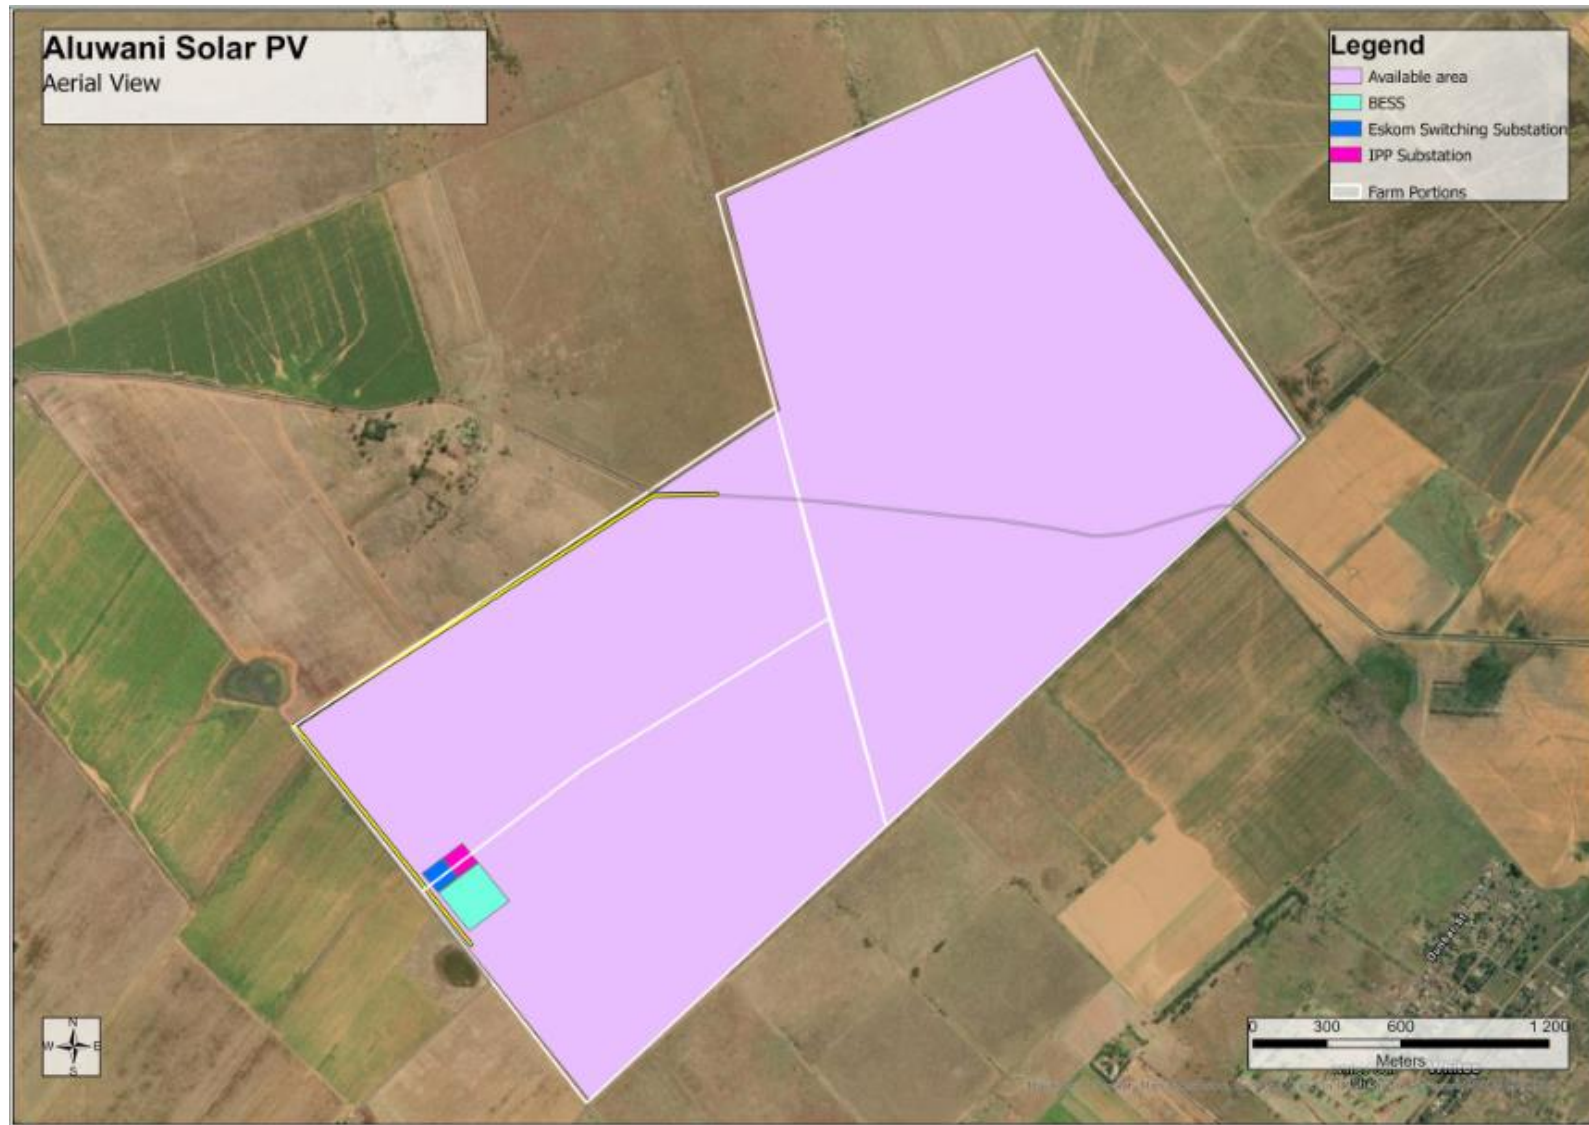 Aluwani Solar PV
Aerial View
Legend
Available area
BESS
Eskom Switching Substation
IPP Substation
Farm Portions
N
W E
S
0 300 600 1 200
Meters